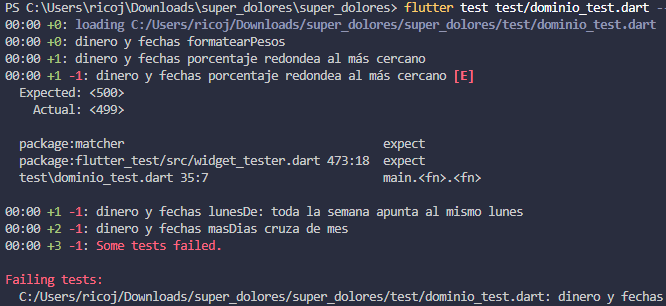 PS C:\Users\ricoj\Downloads\super_dolores\super_dolores> flutter test test/dominio_test.dart --
00:00 +0: loading C:/Users/ricoj/Downloads/super_dolores/super_dolores/test/dominio_test.dart
00:00 +0: dinero y fechas formatearPesos
00:00 +1: dinero y fechas porcentaje redondea al más cercano
00:00 +1 -1: dinero y fechas porcentaje redondea al más cercano [E]
Expected: <500>
Actual: <499>
package:matcher expect
package:flutter_test/src/widget_tester.dart 473:18 expect
test\dominio_test.dart 35:7 main.<fn>.<fn>
00:00 +1 -1: dinero y fechas lunesDe: toda la semana apunta al mismo lunes
00:00 +2 -1: dinero y fechas masDias cruza de mes
00:00 +3 -1: Some tests failed.
Failing tests:
C:/Users/ricoj/Downloads/super_dolores/super_dolores/test/dominio_test.dart: dinero y fechas